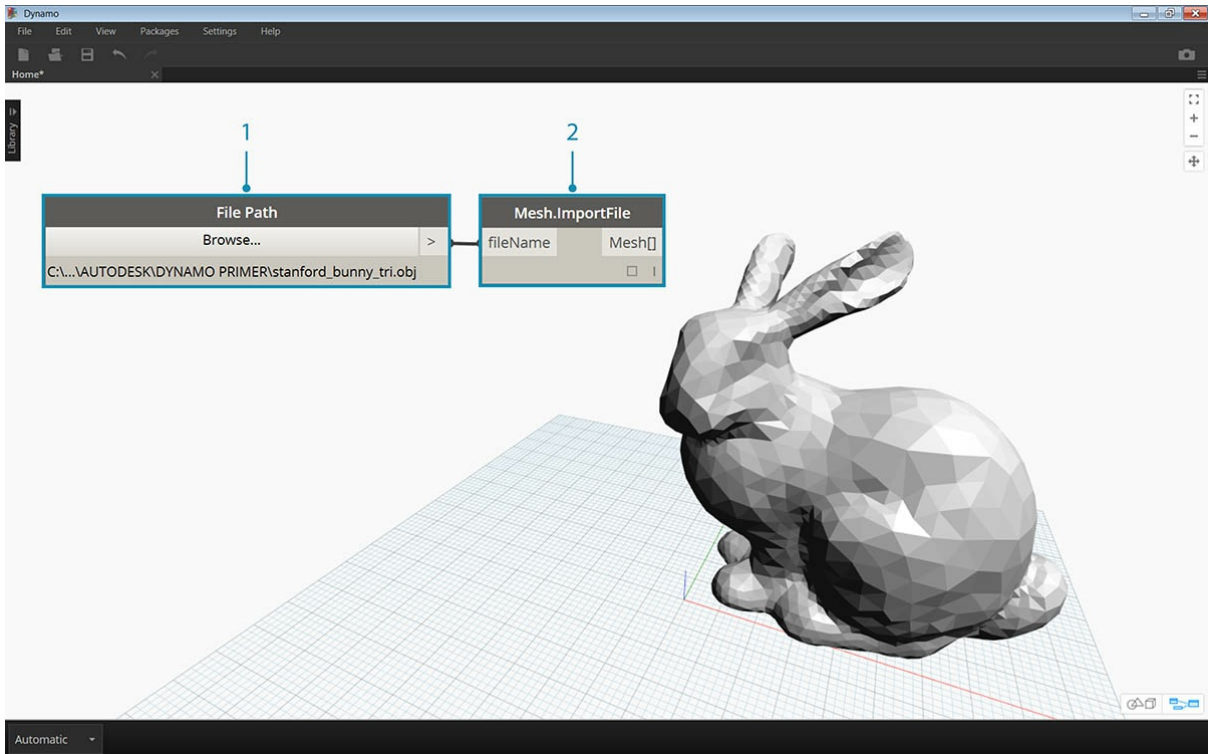 Dynamo
File Edit View Packages Settings Help
Home*
Library
1 2
File Path
Browse... >
C:\...\AUTODESK\DYNAMO PRIMER\stanford_bunny_tri.obj
Mesh.ImportFile
fileName Mesh[]
Automatic